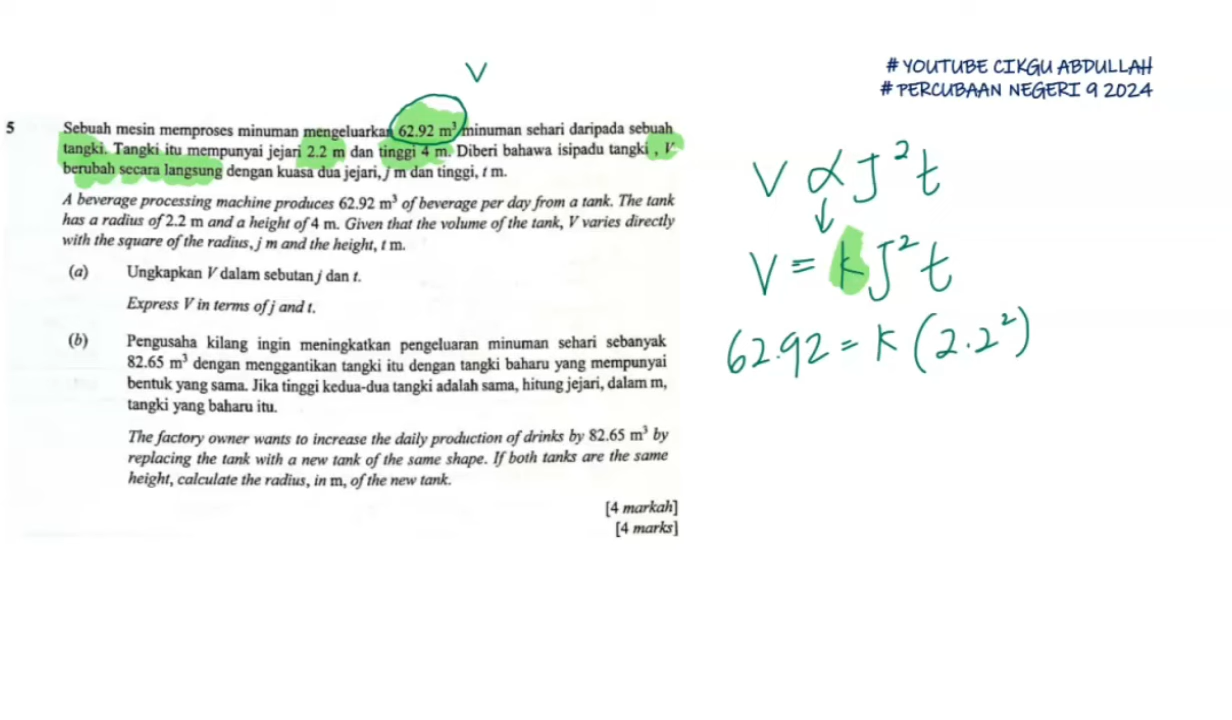 V
# YOUTUBE CIKGU ABDULLAH
# PERCUBAAN NEGERI 9 2024
5 Sebuah mesin memproses minuman mengeluarkan 62.92 m³ minuman sehari daripada sebuah
tangki. Tangki itu mempunyai jejari 2.2 m dan tinggi 4 m. Diberi bahawa isipadu tangki , V
berubah secara langsung dengan kuasa dua jejari, j m dan tinggi, t m.
A beverage processing machine produces 62.92 m³ of beverage per day from a tank. The tank
has a radius of 2.2 m and a height of 4 m. Given that the volume of the tank, V varies directly
with the square of the radius, j m and the height, t m.
(a) Ungkapkan V dalam sebutan j dan t.
Express V in terms of j and t.
(b) Pengusaha kilang ingin meningkatkan pengeluaran minuman sehari sebanyak
82.65 m³ dengan menggantikan tangki itu dengan tangki baharu yang mempunyai
bentuk yang sama. Jika tinggi kedua-dua tangki adalah sama, hitung jejari, dalam m,
tangki yang baharu itu.
The factory owner wants to increase the daily production of drinks by 82.65 m³ by
replacing the tank with a new tank of the same shape. If both tanks are the same
height, calculate the radius, in m, of the new tank.
[4 markah]
[4 marks]
V ∝ J²t
V = kJ²t
62.92 = k(2.2²)